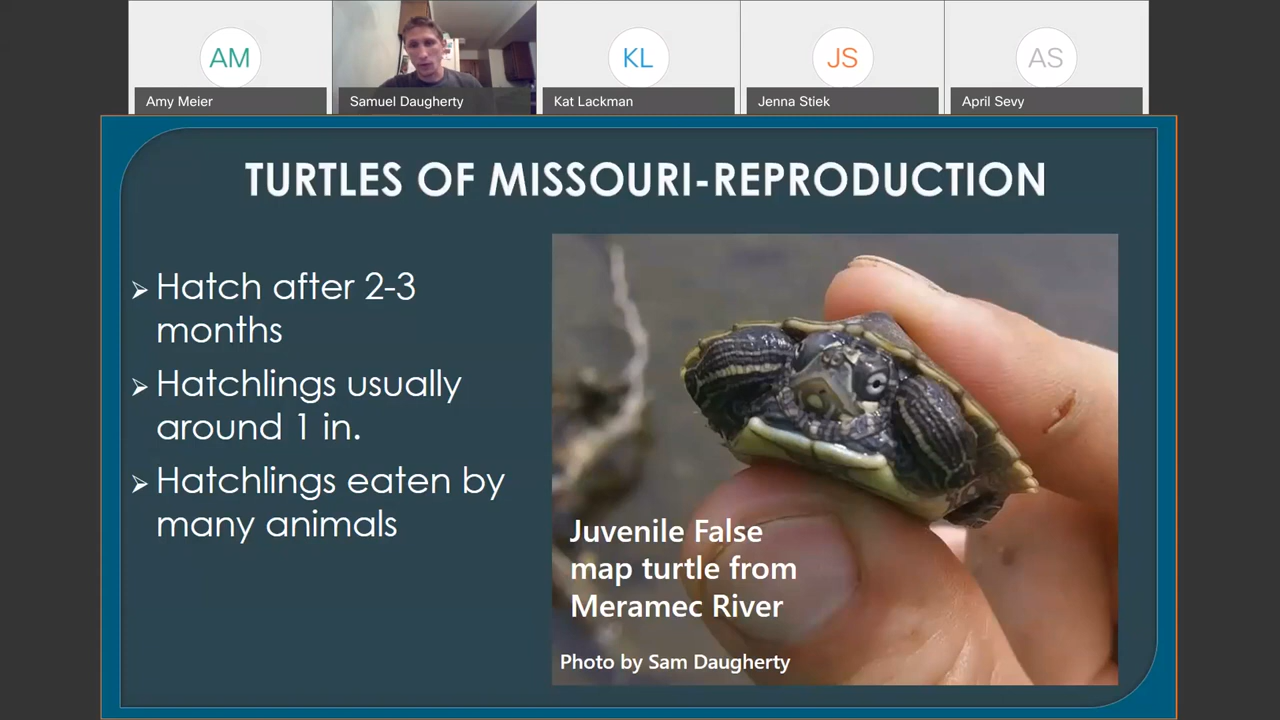 AM
KL
JS
AS
Amy Meier
Samuel Daugherty
Kat Lackman
Jenna Stiek
April Sevy
TURTLES OF MISSOURI-REPRODUCTION
➢ Hatch after 2-3
months
➢ Hatchlings usually
around 1 in.
➢ Hatchlings eaten by
many animals
Juvenile False
map turtle from
Meramec River
Photo by Sam Daugherty